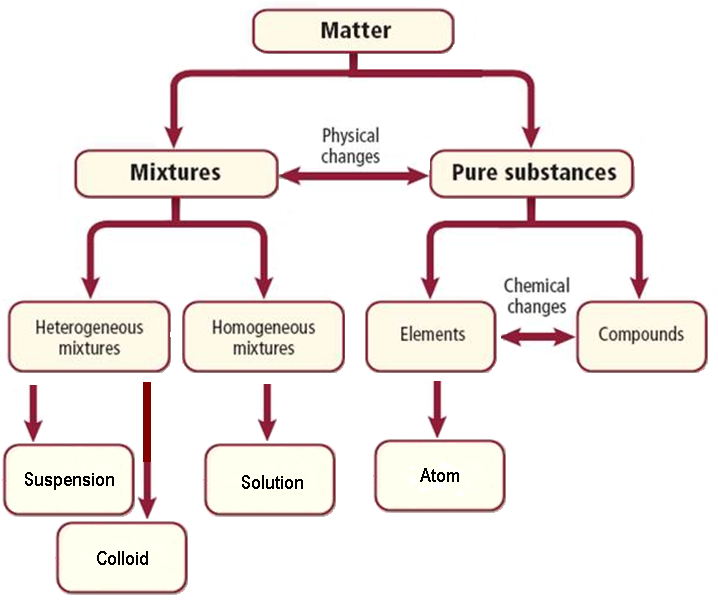 Matter
Physical
changes
Mixtures
Pure substances
Chemical
changes
Heterogeneous
mixtures
Homogeneous
mixtures
Elements
Compounds
Suspension
Solution
Atom
Colloid